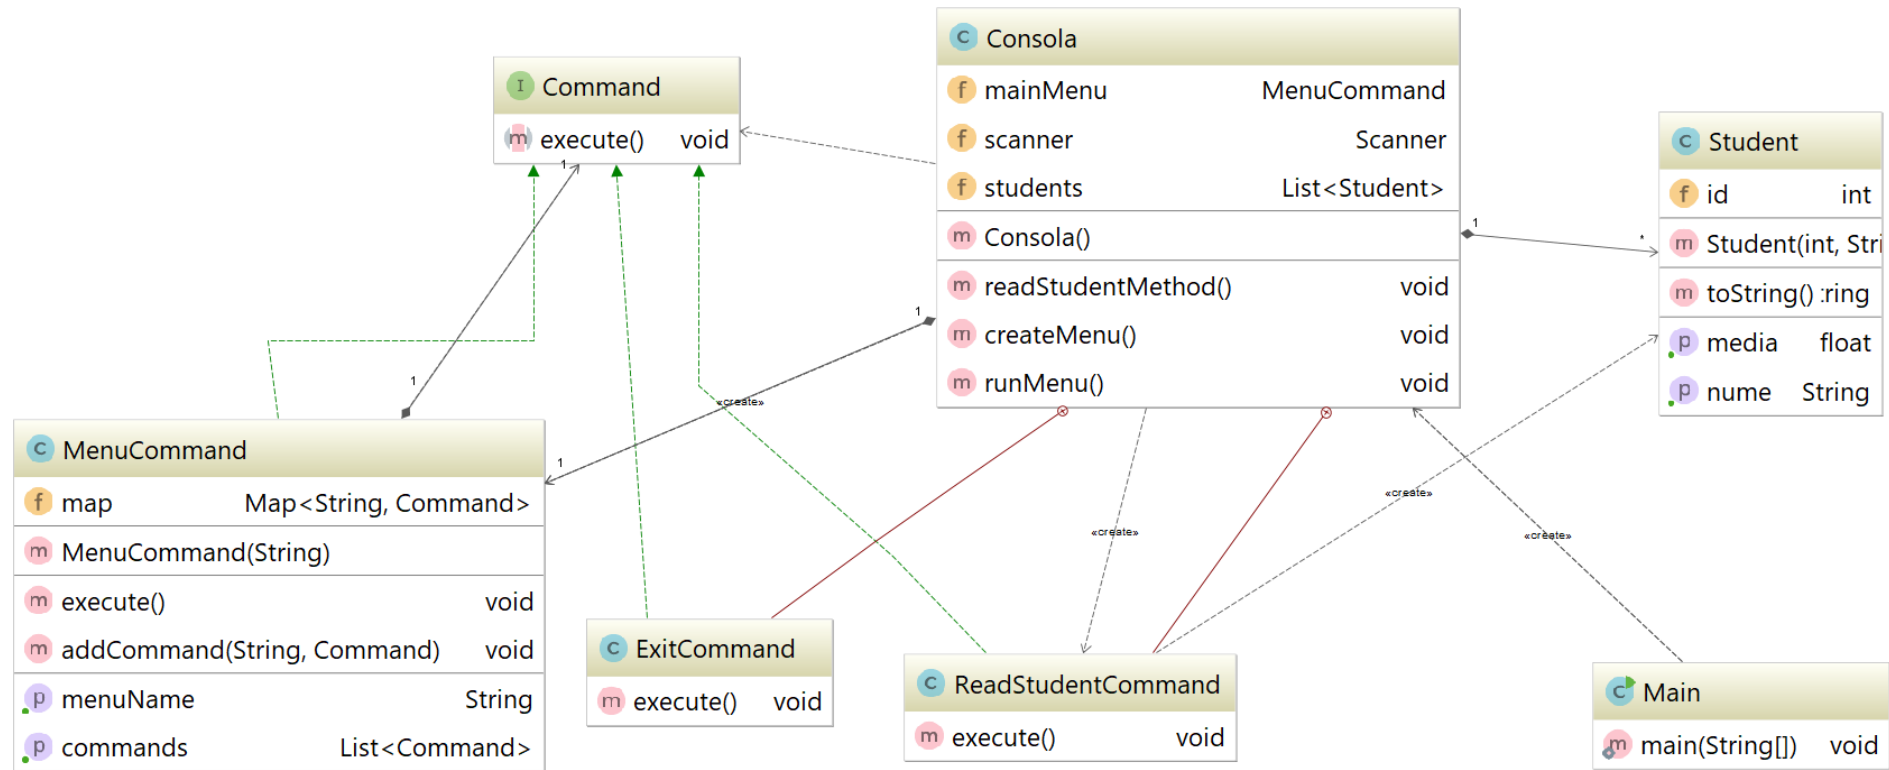 Command
execute() void
Consola
mainMenu MenuCommand
scanner Scanner
students List<Student>
Consola()
readStudentMethod() void
createMenu() void
runMenu() void
Student
id int
Student(int, Stri
toString() :ring
media float
nume String
1
1
1
*
1
1
«create»
«create»
«create»
«create»
MenuCommand
map Map<String, Command>
MenuCommand(String)
execute() void
addCommand(String, Command) void
menuName String
commands List<Command>
ExitCommand
execute() void
ReadStudentCommand
execute() void
Main
main(String[]) void